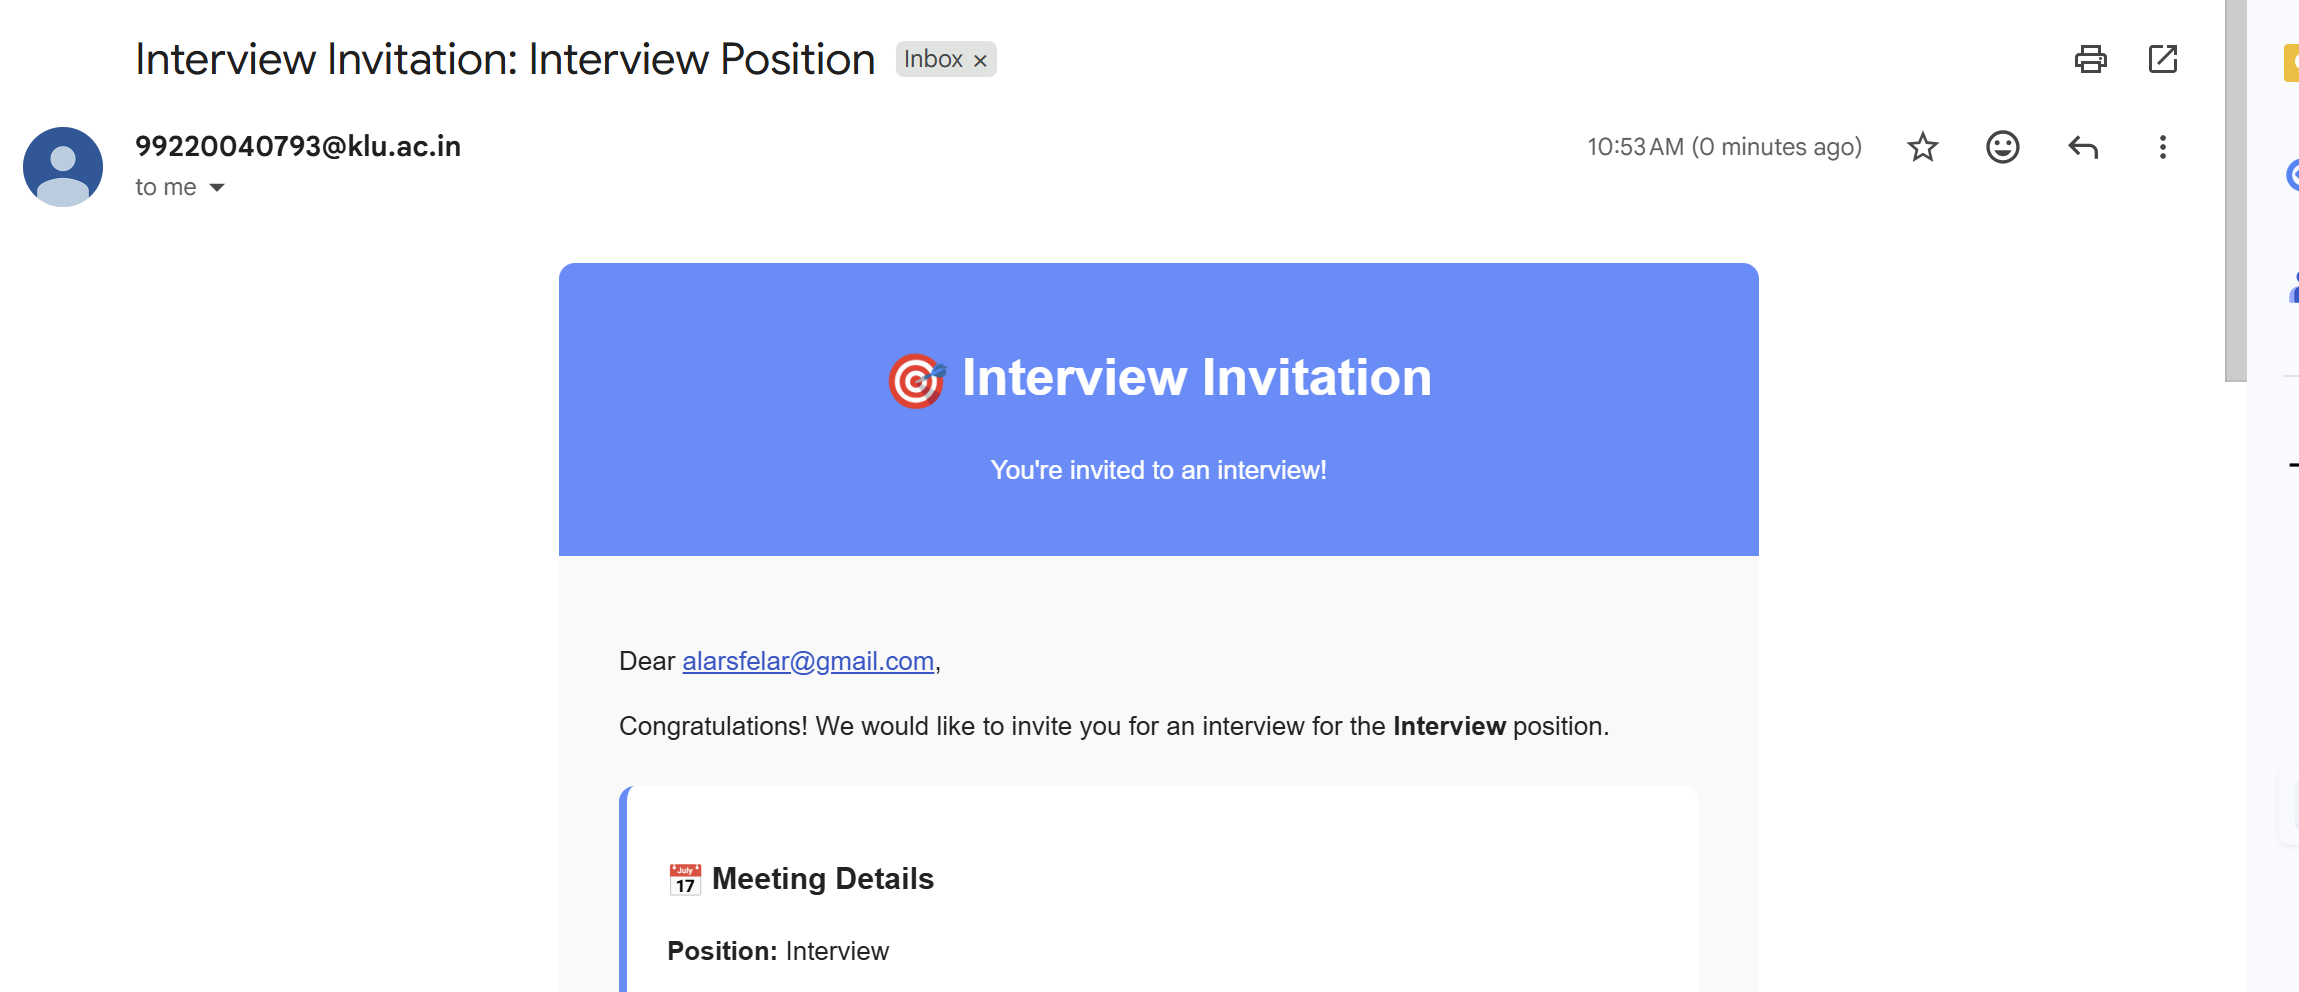 Interview Invitation: Interview Position Inbox ×
99220040793@klu.ac.in 10:53 AM (0 minutes ago)
to me
Interview Invitation
You're invited to an interview!
Dear alarsfelar@gmail.com,
Congratulations! We would like to invite you for an interview for the Interview position.
July
17 Meeting Details
Position: Interview